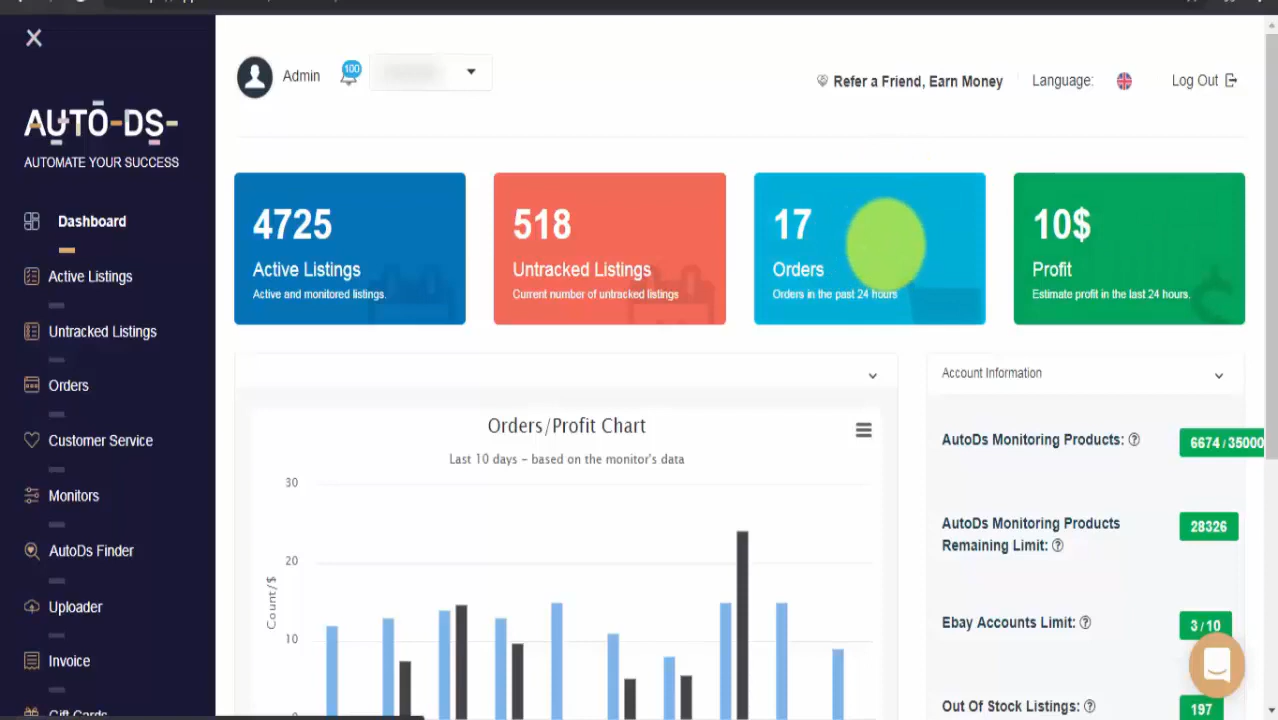 Admin
100
Refer a Friend, Earn Money
Language:
Log Out
AUTO-DS-
AUTOMATE YOUR SUCCESS
Dashboard
Active Listings
Untracked Listings
Orders
Customer Service
Monitors
AutoDs Finder
Uploader
Invoice
Gift Cards
4725
Active Listings
Active and monitored listings.
518
Untracked Listings
Current number of untracked listings
17
Orders
Orders in the past 24 hours
10$
Profit
Estimate profit in the last 24 hours.
Orders/Profit Chart
Last 10 days - based on the monitor's data
Count/$
30
20
10
Account Information
AutoDs Monitoring Products:
6674 / 35000
AutoDs Monitoring Products
Remaining Limit:
28326
Ebay Accounts Limit:
3 / 10
Out Of Stock Listings:
197